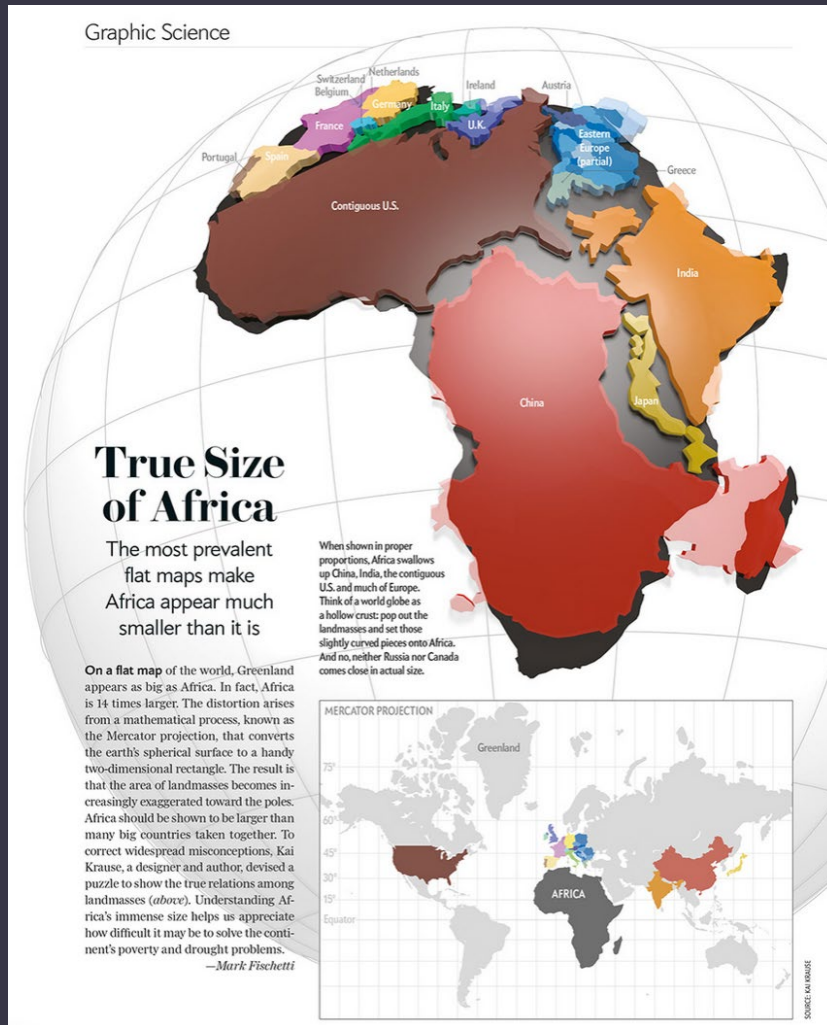 Graphic Science
Switzerland
Netherlands
Belgium
Ireland
Austria
Germany
Italy
France
U.K.
Eastern
Europe
(partial)
Portugal
Spain
Greece
Contiguous U.S.
India
China
Japan
True Size
of Africa
The most prevalent
flat maps make
Africa appear much
smaller than it is
When shown in proper
proportions, Africa swallows
up China, India, the contiguous
U.S. and much of Europe.
Think of a world globe as
a hollow crust: pop out the
landmasses and set those
slightly curved pieces onto Africa.
And no, neither Russia nor Canada
comes close in actual size.
On a flat map of the world, Greenland
appears as big as Africa. In fact, Africa
is 14 times larger. The distortion arises
from a mathematical process, known as
the Mercator projection, that converts
the earth's spherical surface to a handy
two-dimensional rectangle. The result is
that the area of landmasses becomes in-
creasingly exaggerated toward the poles.
Africa should be shown to be larger than
many big countries taken together. To
correct widespread misconceptions, Kai
Krause, a designer and author, devised a
puzzle to show the true relations among
landmasses (above). Understanding Af-
rica's immense size helps us appreciate
how difficult it may be to solve the conti-
nent's poverty and drought problems.
—Mark Fischetti
MERCATOR PROJECTION
Greenland
75°
60°
45°
30°
15°
Equator
AFRICA
SOURCE: KAI KRAUSE